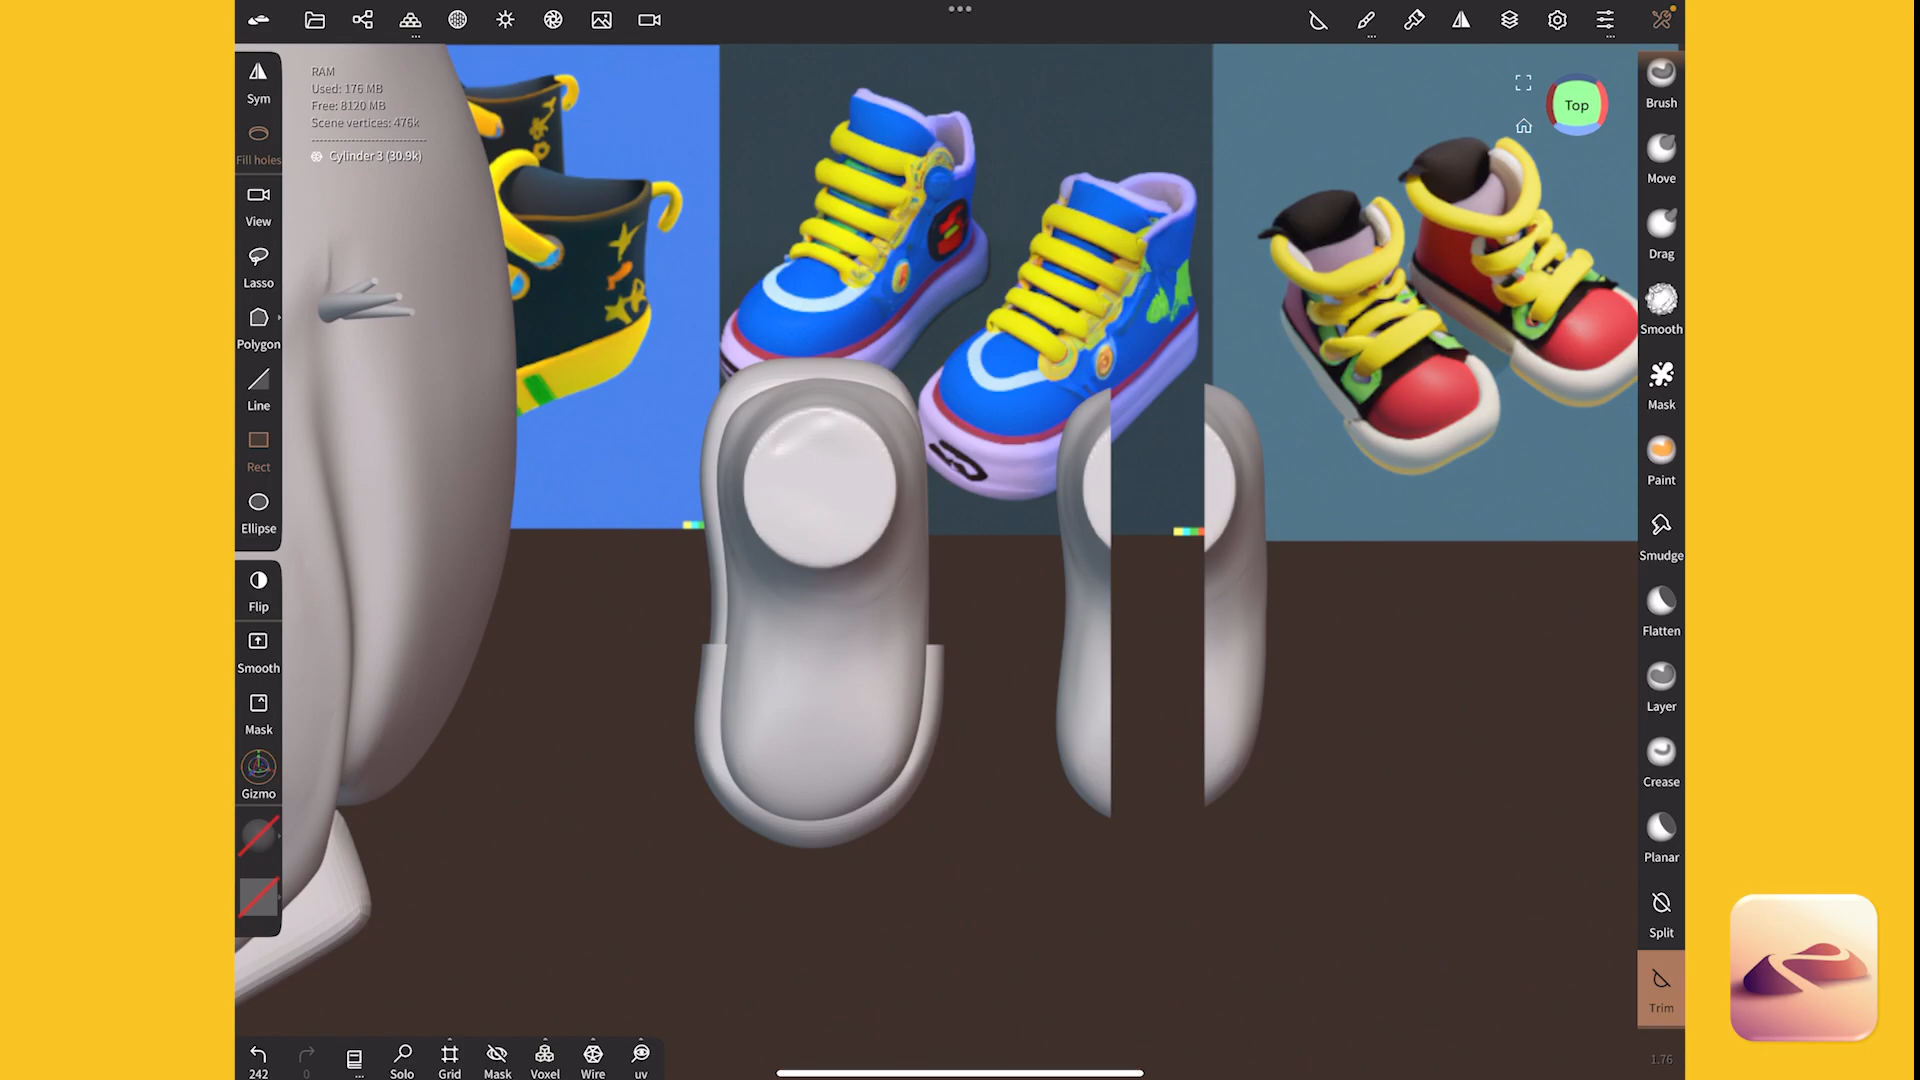 Sym
Fill holes
View
Lasso
Polygon
Line
Rect
Ellipse
Flip
Smooth
Mask
Gizmo
RAM
Used: 176 MB
Free: 8120 MB
Scene vertices: 476k
Cylinder 3 (30.9k)
Top
Brush
Move
Drag
Smooth
Mask
Paint
Smudge
Flatten
Layer
Crease
Planar
Split
Trim
1.76
242
0
Solo
Grid
Mask
Voxel
Wire
uv